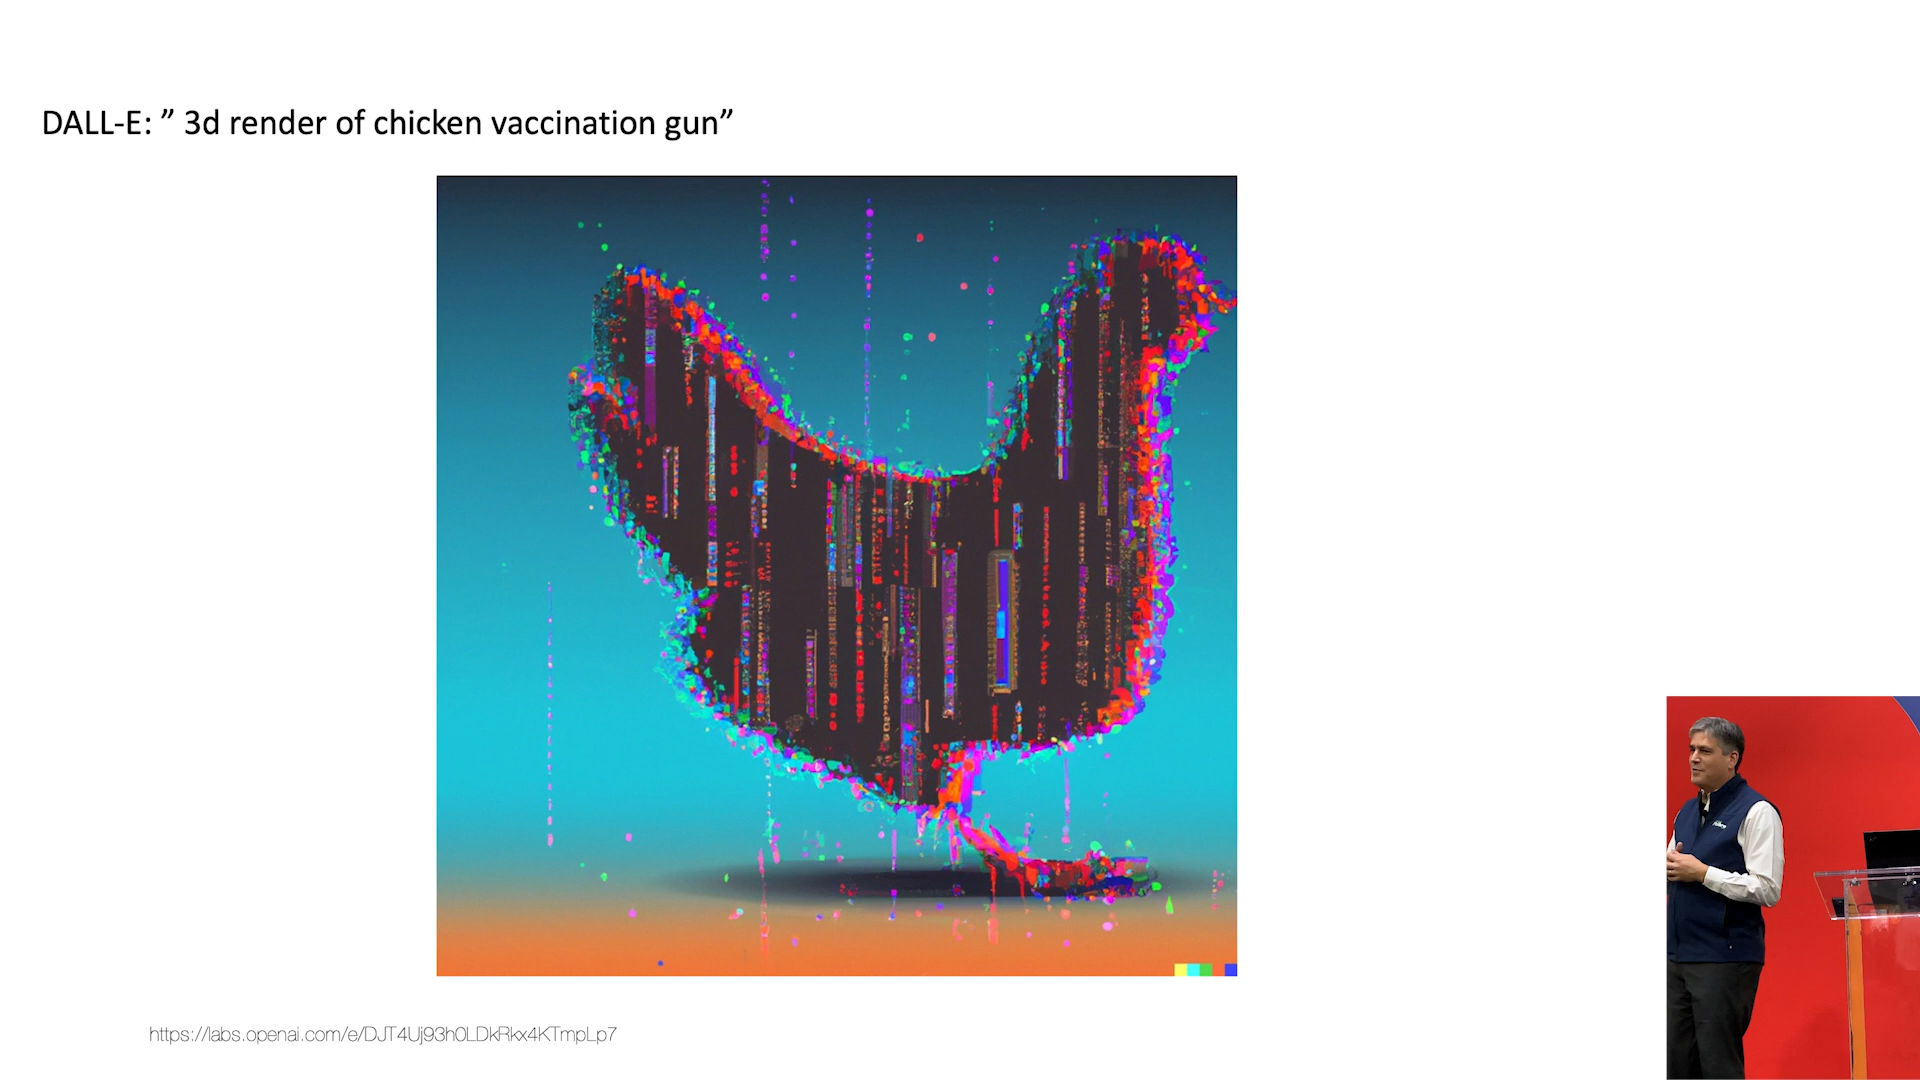 DALL-E: ” 3d render of chicken vaccination gun”
https://labs.openai.com/e/DJT4Uj93h0LDkRkx4KTmpLp7